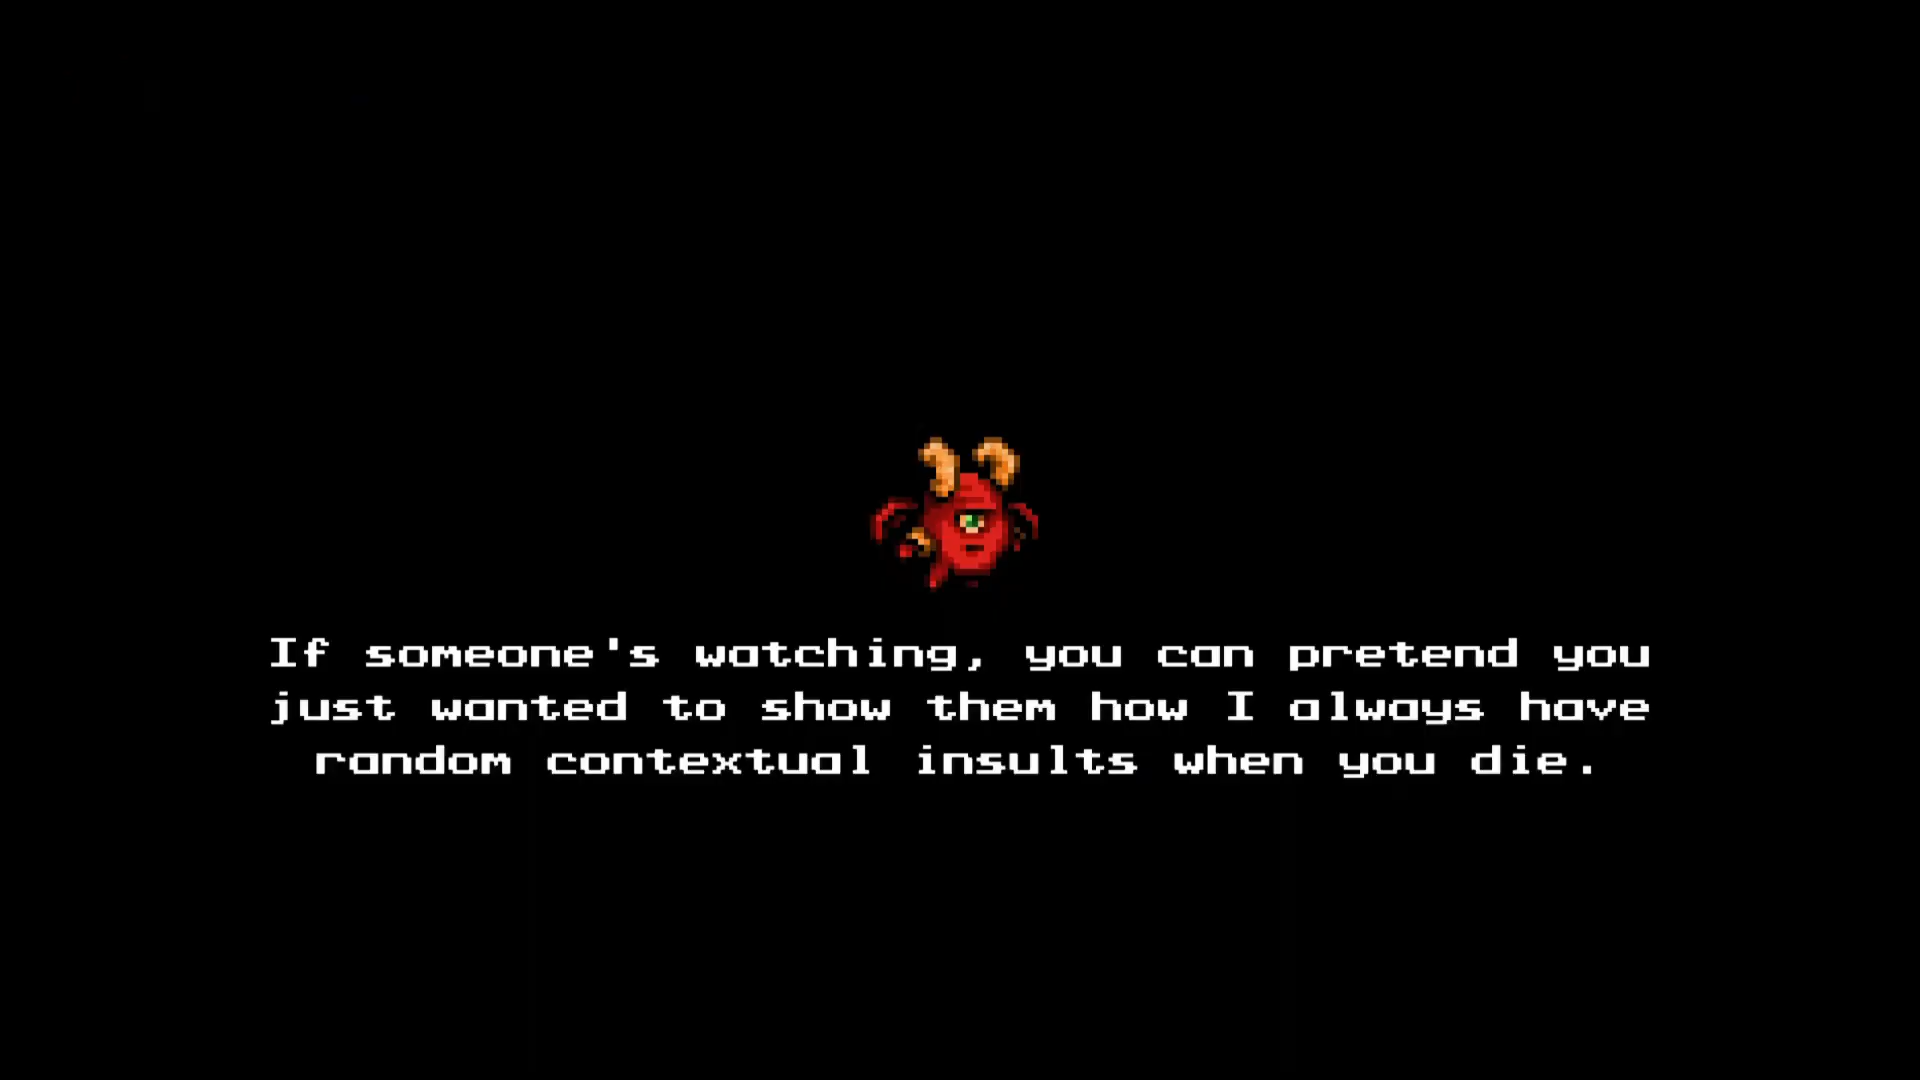 If someone's watching, you can pretend you
just wanted to show them how I always have
random contextual insults when you die.